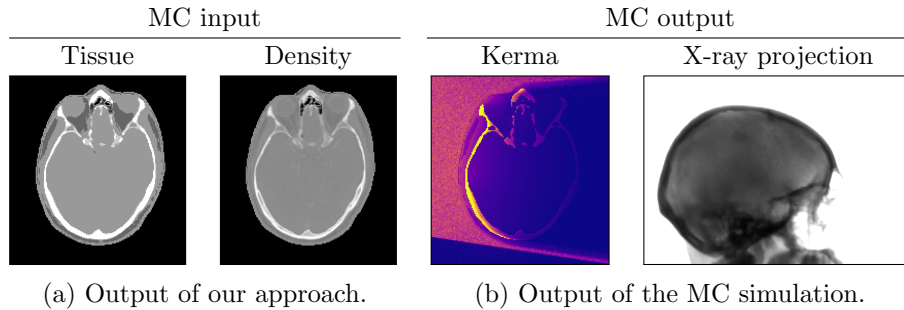 MC input
MC output
Tissue
Density
Kerma
X-ray projection
(a) Output of our approach.
(b) Output of the MC simulation.